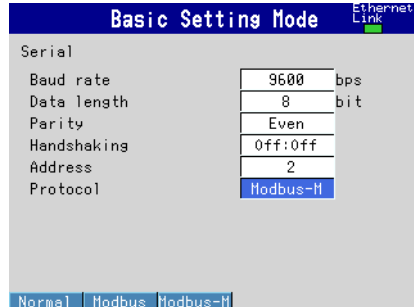 Basic Setting Mode
Ethernet
Link
Serial
Baud rate 9600 bps
Data length 8 bit
Parity Even
Handshaking Off:Off
Address 2
Protocol Modbus-M
Normal Modbus Modbus-M